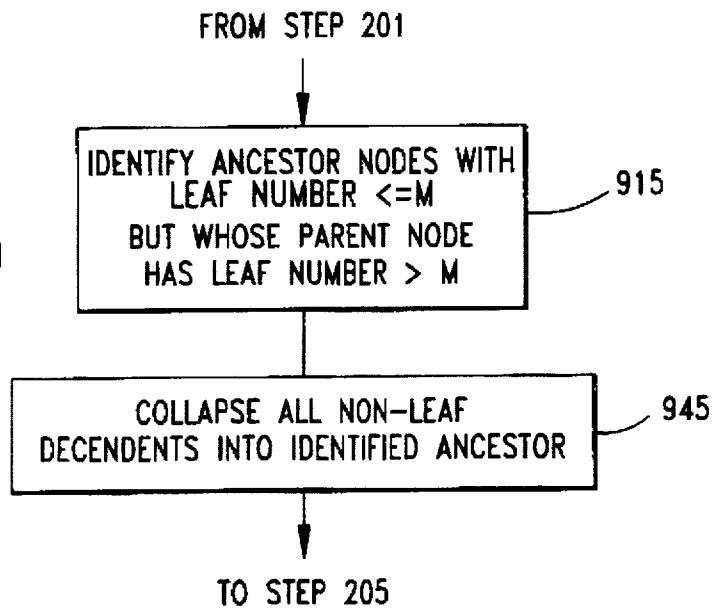 FROM STEP 201
IDENTIFY ANCESTOR NODES WITH
LEAF NUMBER <=M
BUT WHOSE PARENT NODE
HAS LEAF NUMBER > M
915
COLLAPSE ALL NON-LEAF
DECENDENTS INTO IDENTIFIED ANCESTOR
945
TO STEP 205